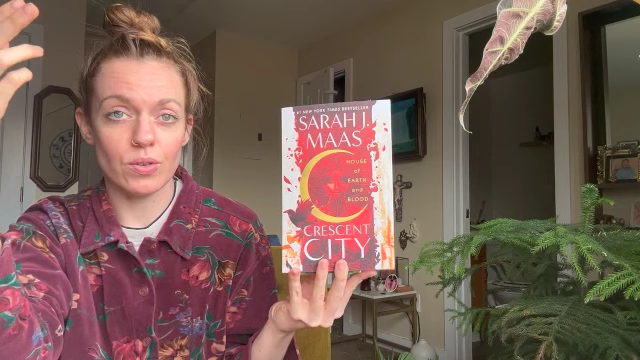 #1 NEW YORK TIMES BESTSELLER
SARAH J.
MAAS
HOUSE
of
EARTH
and
BLOOD
CRESCENT
CITY